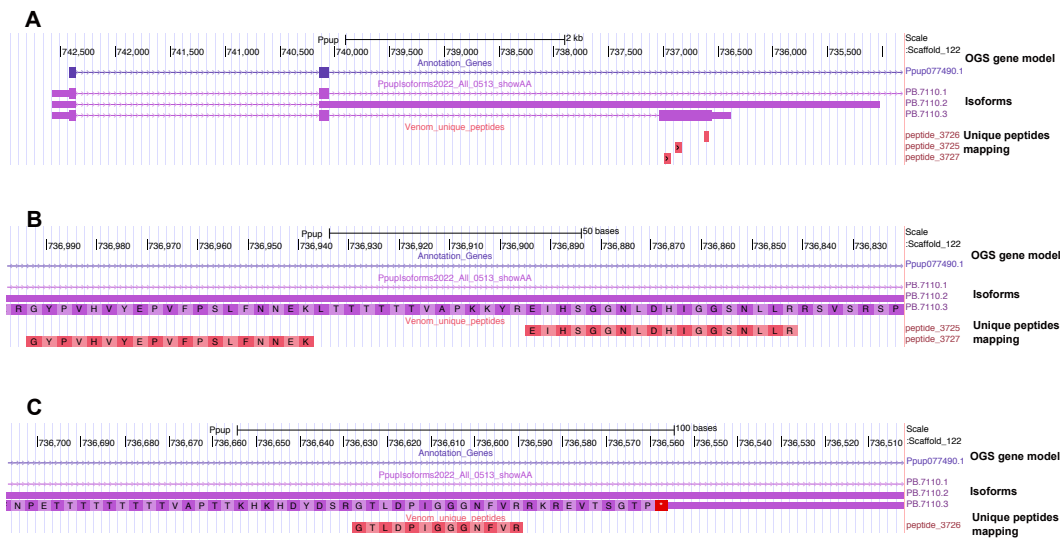 A
Ppup 2 kb Scale
742,500 742,000 741,500 741,000 740,500 740,000 739,500 739,000 738,500 738,000 737,500 737,000 736,500 736,000 735,500 :Scaffold_122
Annotation_Genes OGS gene model
Ppup077490.1
PpupIsoforms2022_All_0513_showAA
PB.7110.1
PB.7110.2 Isoforms
PB.7110.3
Venom_unique_peptides
peptide_3726 Unique peptides
peptide_3725 mapping
peptide_3727
B
Ppup 50 bases Scale
736,990 736,980 736,970 736,960 736,950 736,940 736,930 736,920 736,910 736,900 736,890 736,880 736,870 736,860 736,850 736,840 736,830 :Scaffold_122
Annotation_Genes OGS gene model
Ppup077490.1
PpupIsoforms2022_All_0513_showAA
PB.7110.1
PB.7110.2 Isoforms
R G Y P V H V Y E P V F P S L F N N E K L T T T T T T V A P K K Y R E I H S G G N L D H I G G S N L L R R S V S R S P PB.7110.3
Venom_unique_peptides
E I H S G G N L D H I G G S N L L R peptide_3725 Unique peptides
G Y P V H V Y E P V F P S L F N N E K peptide_3727 mapping
C
Ppup 100 bases Scale
736,700 736,690 736,680 736,670 736,660 736,650 736,640 736,630 736,620 736,610 736,600 736,590 736,580 736,570 736,560 736,550 736,540 736,530 736,520 736,510 :Scaffold_122
Annotation_Genes OGS gene model
Ppup077490.1
PpupIsoforms2022_All_0513_showAA
PB.7110.1
PB.7110.2 Isoforms
T N P E T T T T T T T T V A P T T K H K H D Y D S R G T L D P I G G G N F V R R K R E V T S G T P * PB.7110.3
Venom_unique_peptides Unique peptides
G T L D P I G G G N F V R peptide_3726 mapping